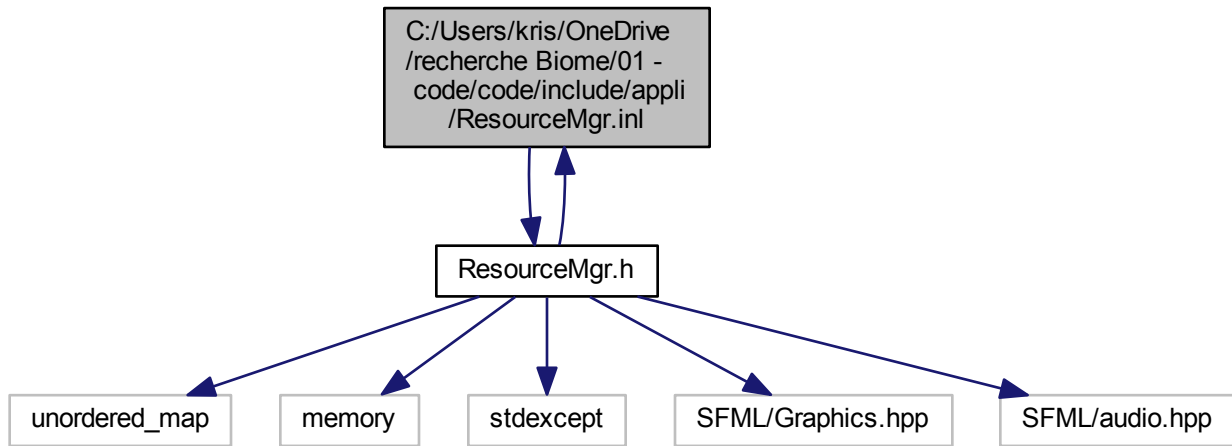 C:/Users/kris/OneDrive
/recherche Biome/01 -
code/code/include/appli
/ResourceMgr.inl
ResourceMgr.h
unordered_map
memory
stdexcept
SFML/Graphics.hpp
SFML/audio.hpp